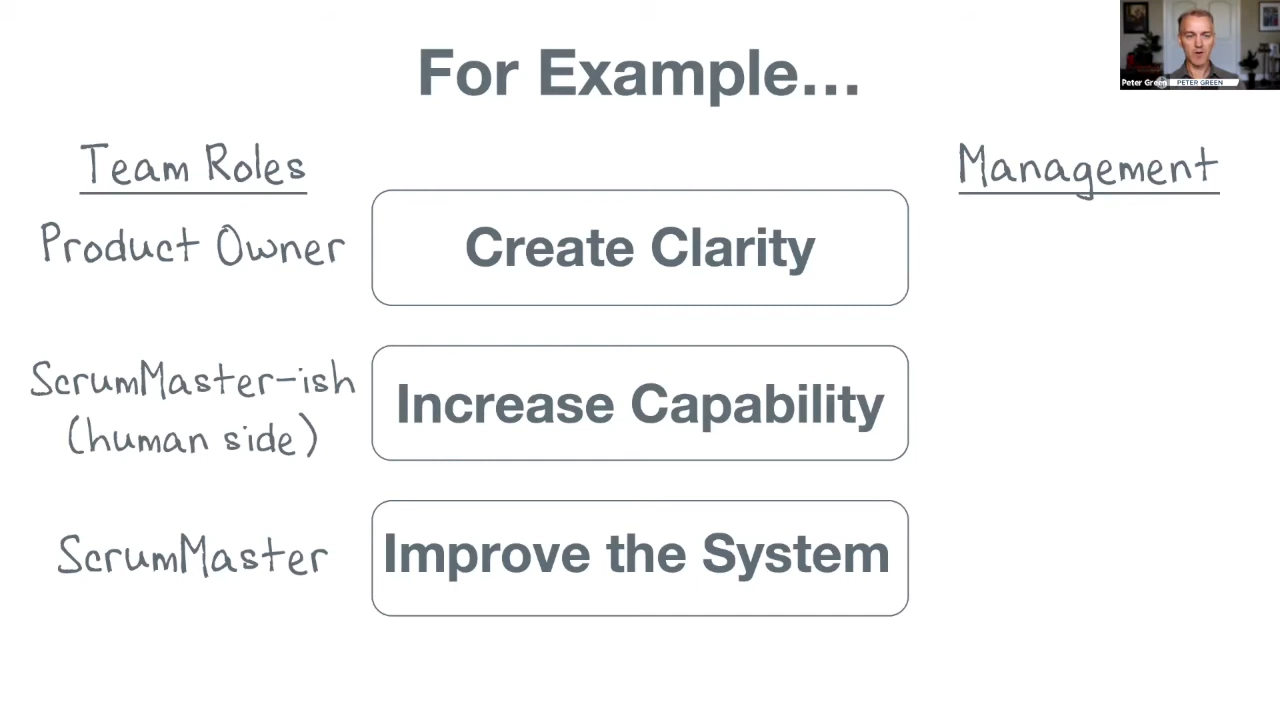 For Example...
Peter Green
PETER GREEN
Team Roles
Management
Product Owner
Create Clarity
ScrumMaster-ish
(human side)
Increase Capability
ScrumMaster
Improve the System